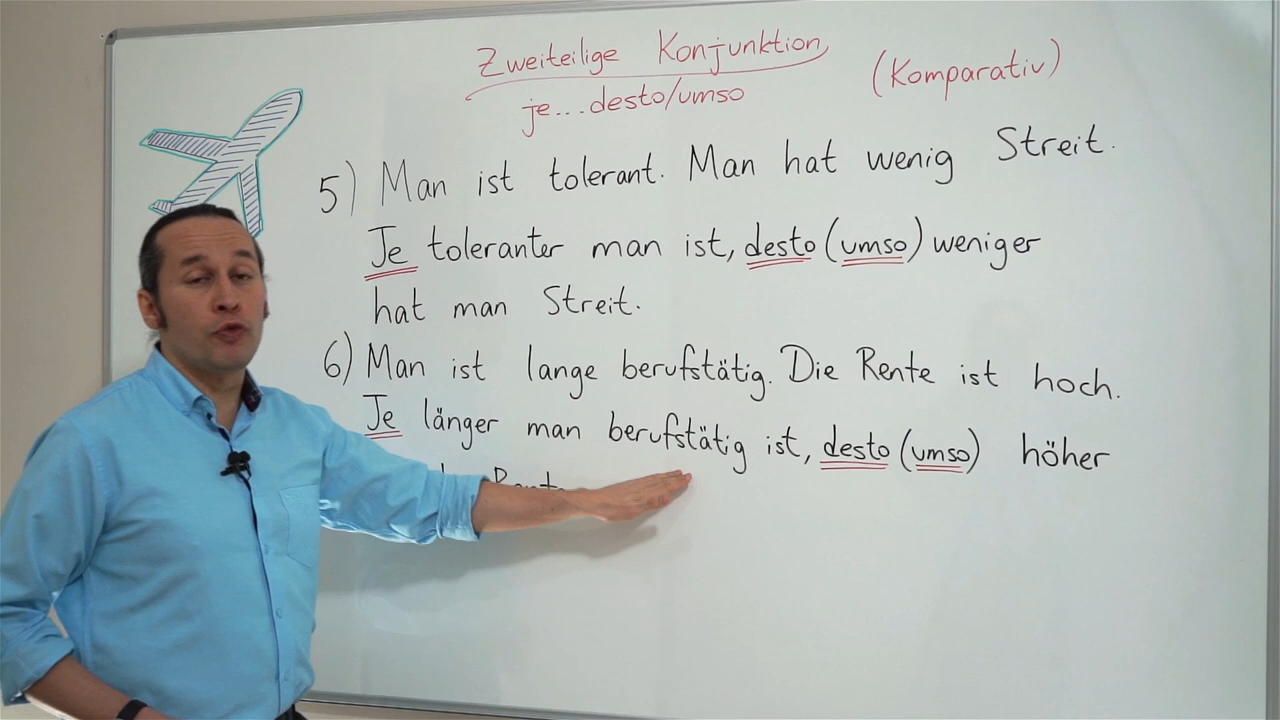 Zweiteilige Konjunktion
je...desto/umso (Komparativ)
5) Man ist tolerant. Man hat wenig Streit.
Je toleranter man ist, desto (umso) weniger
hat man Streit.
6) Man ist lange berufstätig. Die Rente ist hoch.
Je länger man berufstätig ist, desto (umso) höher
Rente